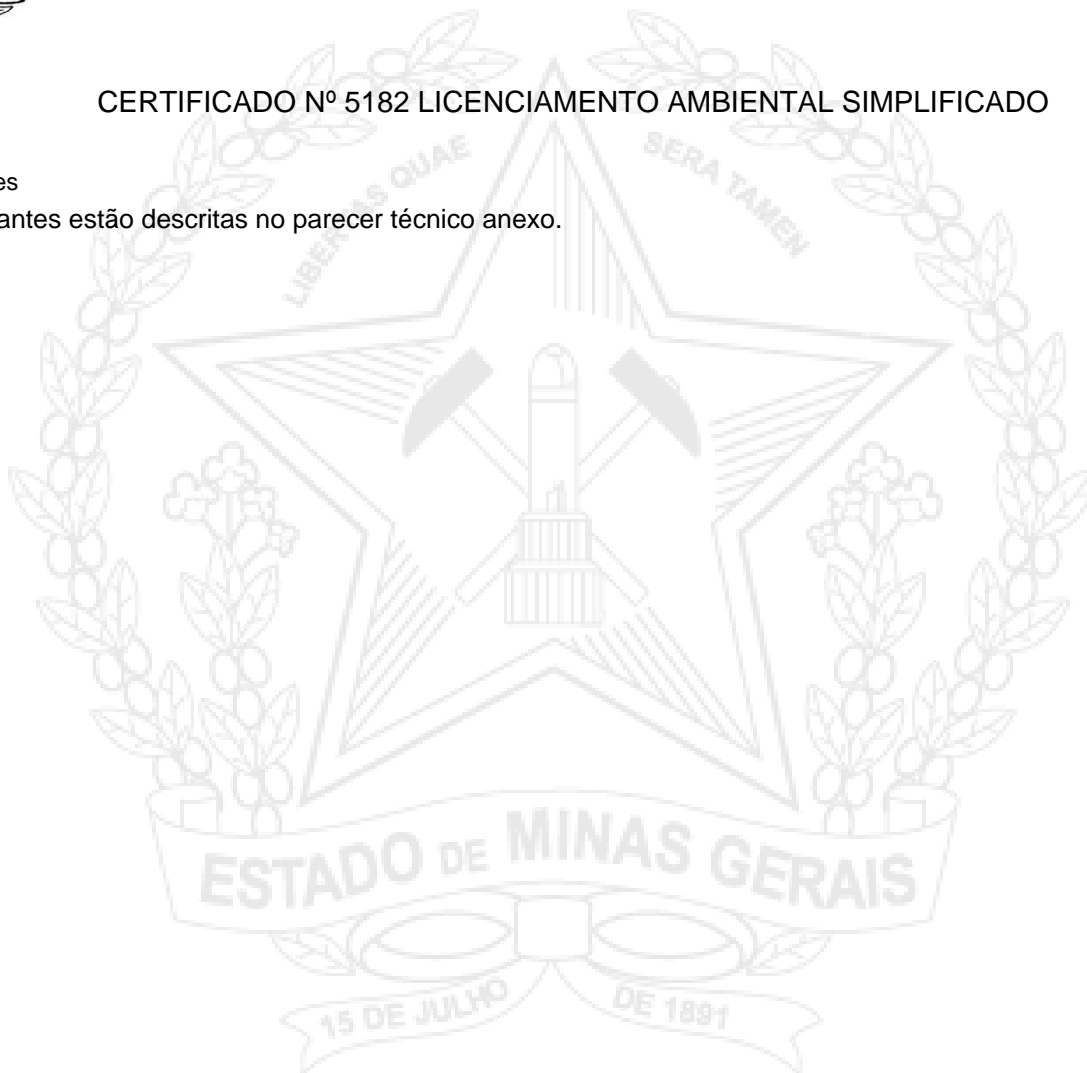 CERTIFICADO Nº 5182 LICENCIAMENTO AMBIENTAL SIMPLIFICADO
es
antes estão descritas no parecer técnico anexo.
LIBERTAS QUAE SERA TAMEN
ESTADO DE MINAS GERAIS
15 DE JULHO DE 1891